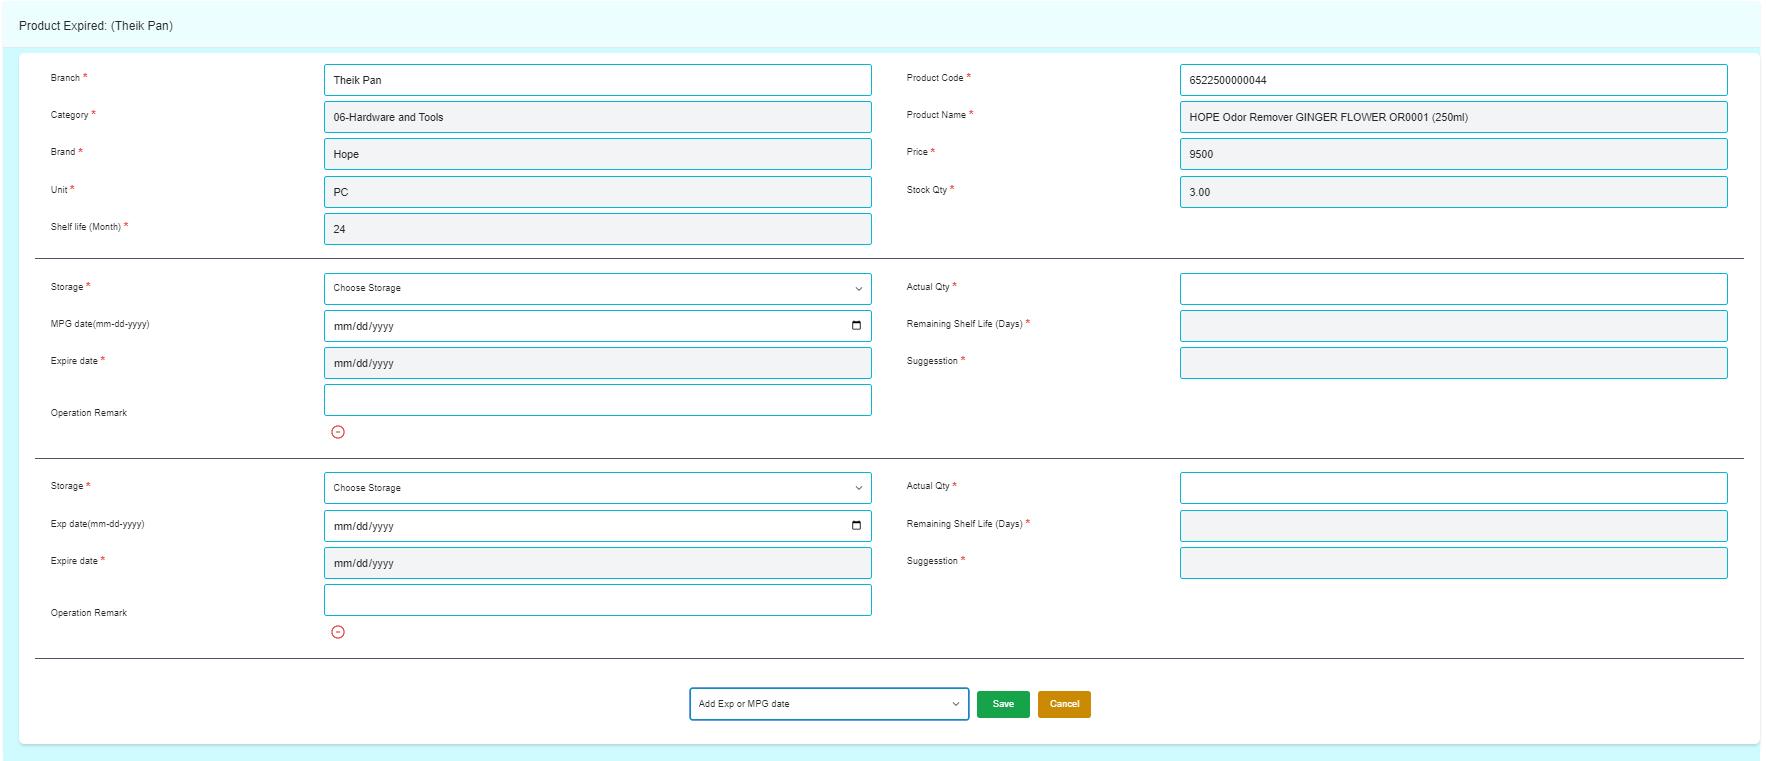 Product Expired: (Theik Pan)
Branch * Theik Pan Product Code * 6522500000044
Category * 06-Hardware and Tools Product Name * HOPE Odor Remover GINGER FLOWER OR0001 (250ml)
Brand * Hope Price * 9500
Unit * PC Stock Qty * 3.00
Shelf life (Month) * 24
Storage * Choose Storage Actual Qty *
MPG date(mm-dd-yyyy) mm/dd/yyyy Remaining Shelf Life (Days) *
Expire date * mm/dd/yyyy Suggesstion *
Operation Remark
Storage * Choose Storage Actual Qty *
Exp date(mm-dd-yyyy) mm/dd/yyyy Remaining Shelf Life (Days) *
Expire date * mm/dd/yyyy Suggesstion *
Operation Remark
Add Exp or MPG date Save Cancel